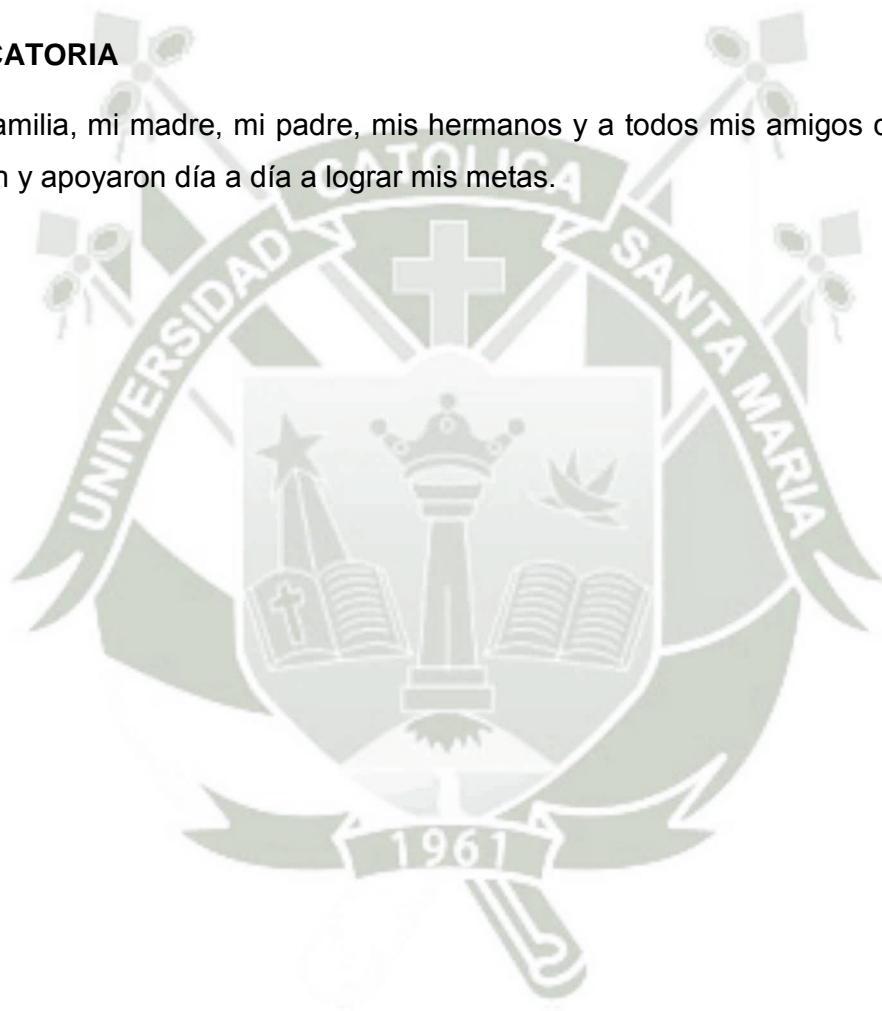 CATORIA
amilia, mi madre, mi padre, mis hermanos y a todos mis amigos
n y apoyaron día a día a lograr mis metas.
UNIVERSIDAD CATOLICA SANTA MARIA
1961